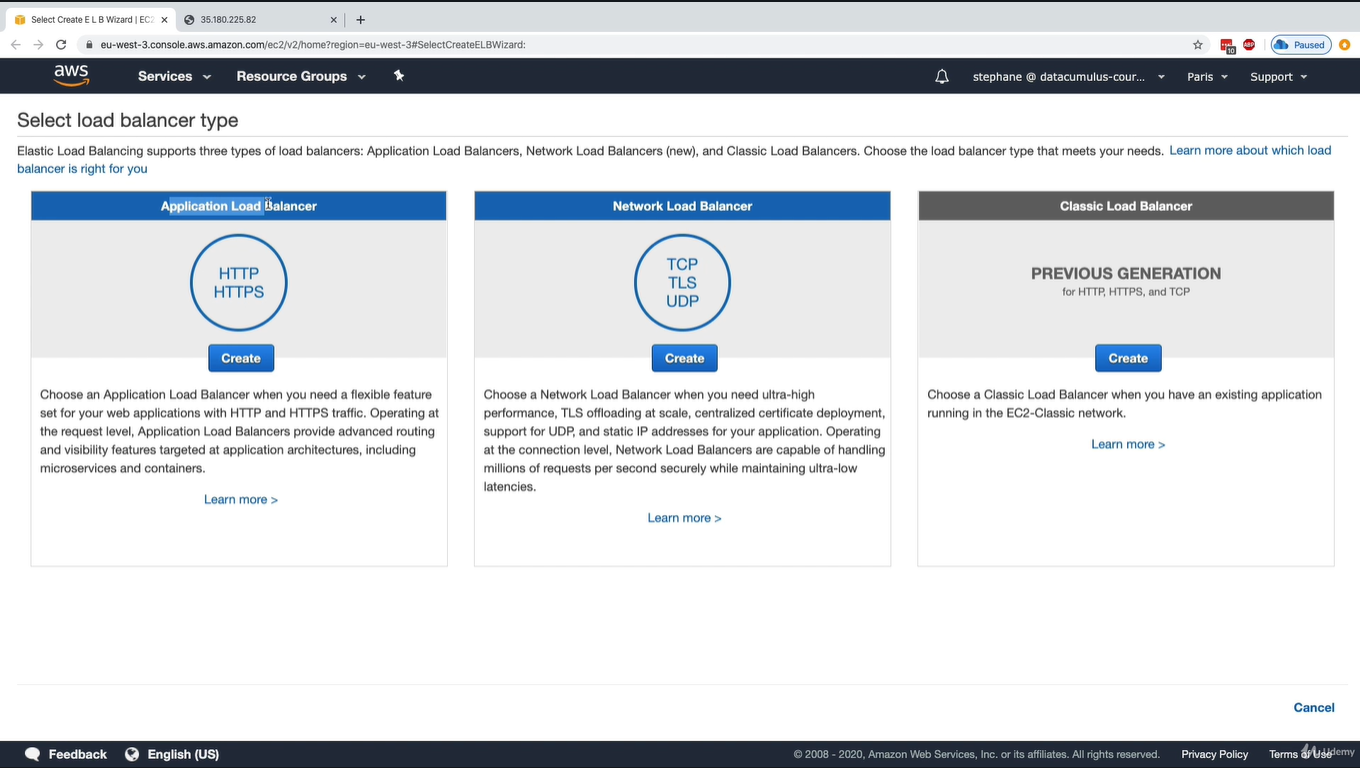 Select Create E L B Wizard | EC2
35.180.225.82
eu-west-3.console.aws.amazon.com/ec2/v2/home?region=eu-west-3#SelectCreateELBWizard:
10
ABP
Paused
aws
Services
Resource Groups
stephane @ datacumulus-cour...
Paris
Support
Select load balancer type
Elastic Load Balancing supports three types of load balancers: Application Load Balancers, Network Load Balancers (new), and Classic Load Balancers. Choose the load balancer type that meets your needs. Learn more about which load
balancer is right for you
Application Load Balancer
HTTP
HTTPS
Create
Choose an Application Load Balancer when you need a flexible feature
set for your web applications with HTTP and HTTPS traffic. Operating at
the request level, Application Load Balancers provide advanced routing
and visibility features targeted at application architectures, including
microservices and containers.
Learn more >
Network Load Balancer
TCP
TLS
UDP
Create
Choose a Network Load Balancer when you need ultra-high
performance, TLS offloading at scale, centralized certificate deployment,
support for UDP, and static IP addresses for your application. Operating
at the connection level, Network Load Balancers are capable of handling
millions of requests per second securely while maintaining ultra-low
latencies.
Learn more >
Classic Load Balancer
PREVIOUS GENERATION
for HTTP, HTTPS, and TCP
Create
Choose a Classic Load Balancer when you have an existing application
running in the EC2-Classic network.
Learn more >
Cancel
Feedback
English (US)
© 2008 - 2020, Amazon Web Services, Inc. or its affiliates. All rights reserved.
Privacy Policy
Terms of Use
Udemy